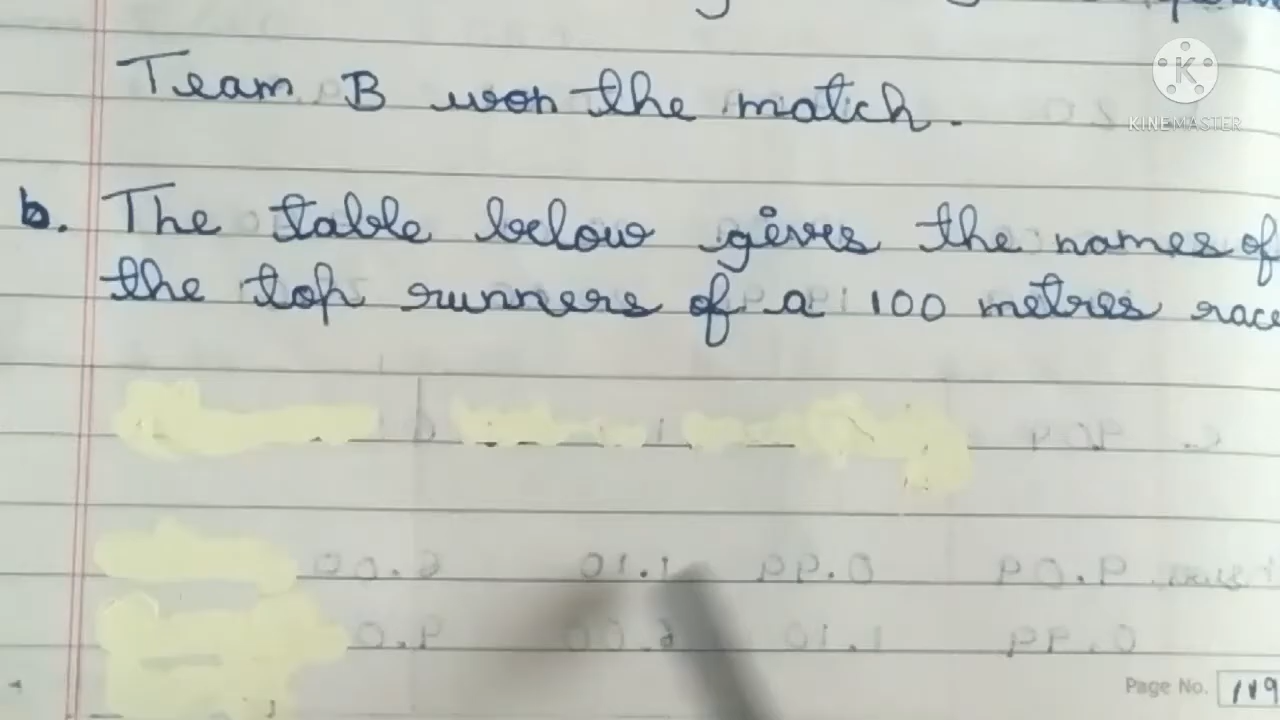 Team B won the match.
KINEMASTER
b. The table below gives the names of
the top runners of a 100 metres race
Page No. 119